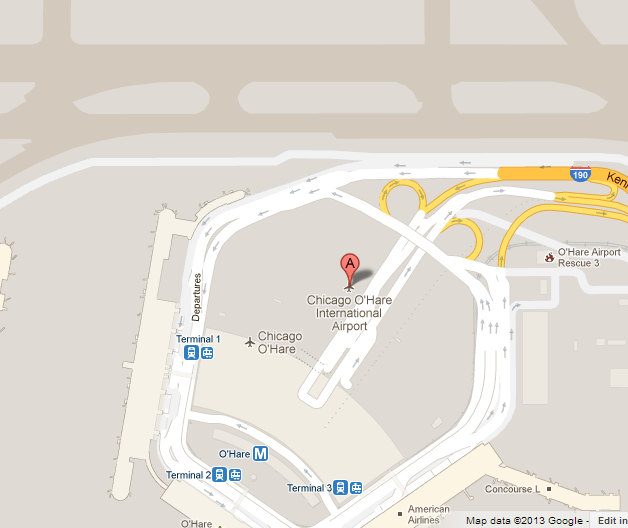 190
Kenn
O'Hare Airport
Rescue 3
A
Departures
Chicago O'Hare
International
Airport
Chicago
O'Hare
Terminal 1
O'Hare M
Terminal 2
Terminal 3
Concourse L
American
Airlines
O'Hare
Map data ©2013 Google - Edit in